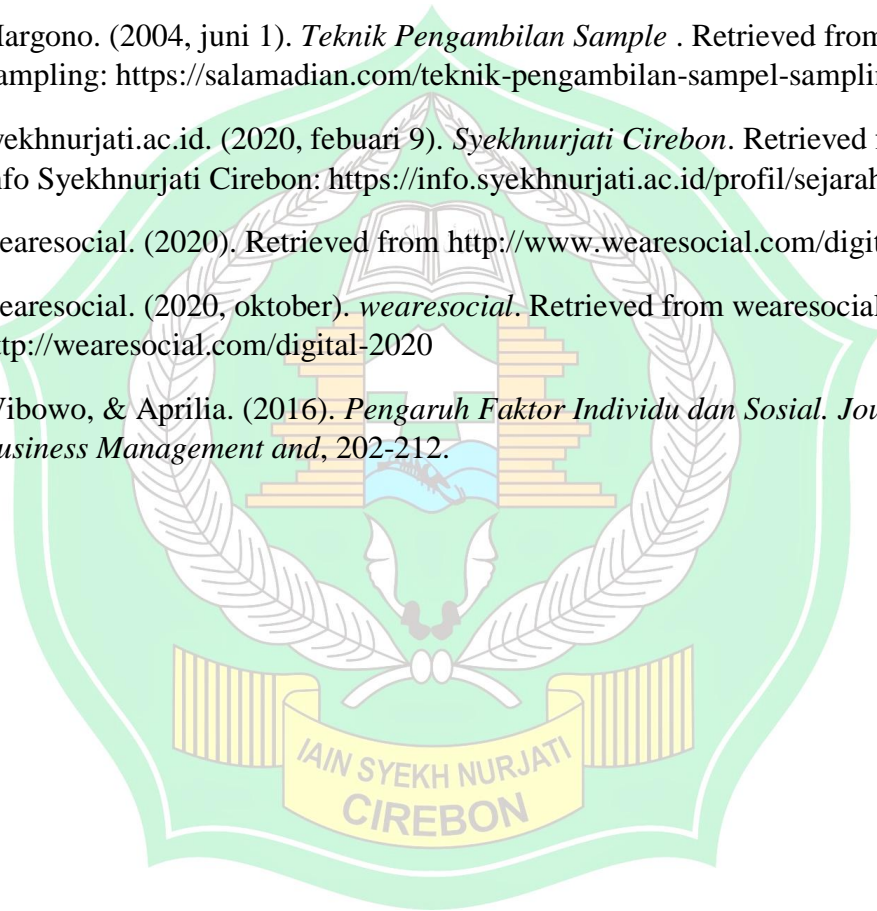 argono. (2004, juni 1). Teknik Pengambilan Sample . Retrieved from
ampling: https://salamadian.com/teknik-pengambilan-sampel-samplin
yekhnurjati.ac.id. (2020, febuari 9). Syekhnurjati Cirebon. Retrieved
nfo Syekhnurjati Cirebon: https://info.syekhnurjati.ac.id/profil/sejarah
earesocial. (2020). Retrieved from http://www.wearesocial.com/digit
earesocial. (2020, oktober). wearesocial. Retrieved from wearesocial
ttp://wearesocial.com/digital-2020
Wibowo, & Aprilia. (2016). Pengaruh Faktor Individu dan Sosial. Jou
usiness Management and, 202-212.
IAIN SYEKH NURJATI
CIREBON